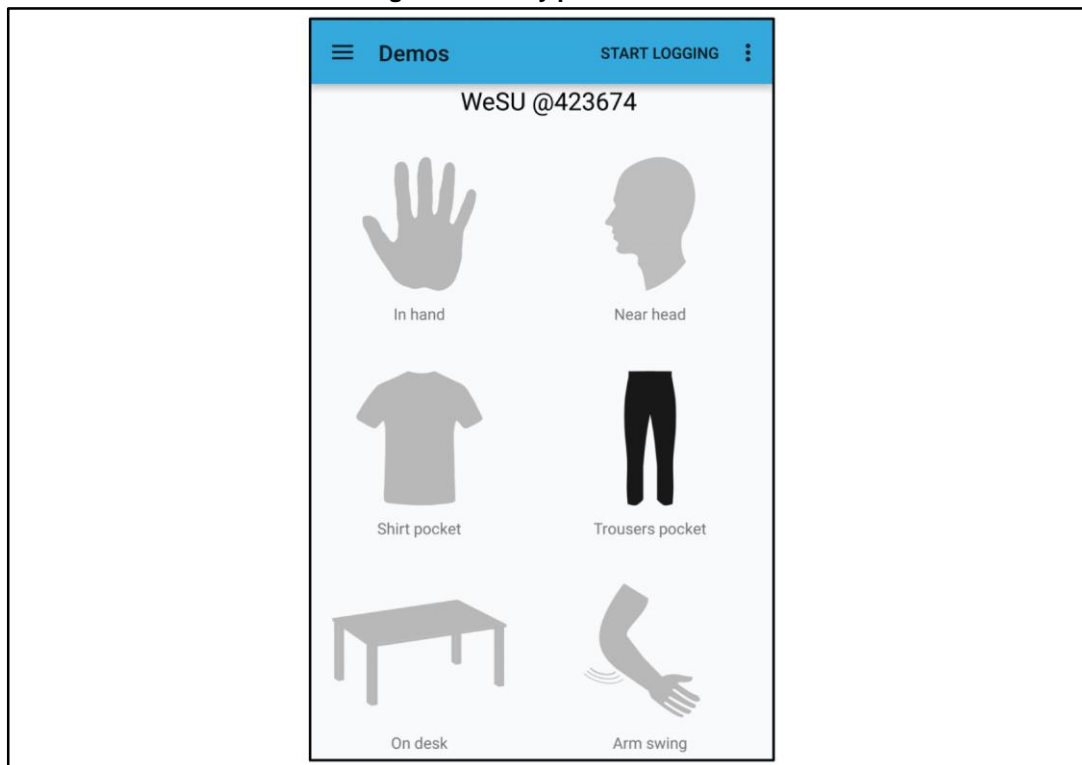 Demos START LOGGING
WeSU @423674
In hand Near head
Shirt pocket Trousers pocket
On desk Arm swing